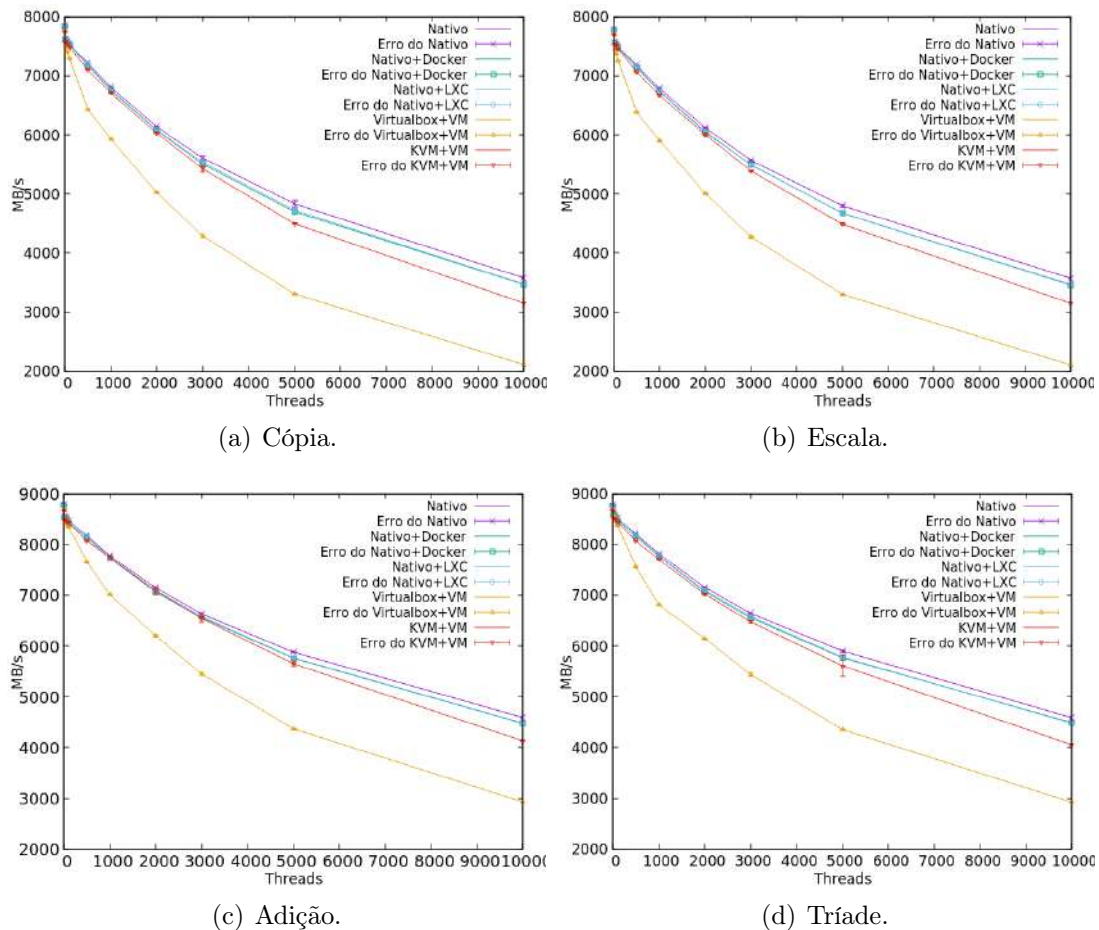 8000
7000
6000
5000
4000
3000
2000
MB/s
0 1000 2000 3000 4000 5000 6000 7000 8000 9000 10000
Threads
Nativo
Erro do Nativo
Nativo+Docker
Erro do Nativo+Docker
Nativo+LXC
Erro do Nativo+LXC
Virtualbox+VM
Erro do Virtualbox+VM
KVM+VM
Erro do KVM+VM
(a) Cópia.
8000
7000
6000
5000
4000
3000
2000
MB/s
0 1000 2000 3000 4000 5000 6000 7000 8000 9000 10000
Threads
Nativo
Erro do Nativo
Nativo+Docker
Erro do Nativo+Docker
Nativo+LXC
Erro do Nativo+LXC
Virtualbox+VM
Erro do Virtualbox+VM
KVM+VM
Erro do KVM+VM
(b) Escala.
9000
8000
7000
6000
5000
4000
3000
2000
MB/s
0 1000 2000 3000 4000 5000 6000 7000 8000 9000 10000
Threads
Nativo
Erro do Nativo
Nativo+Docker
Erro do Nativo+Docker
Nativo+LXC
Erro do Nativo+LXC
Virtualbox+VM
Erro do Virtualbox+VM
KVM+VM
Erro do KVM+VM
(c) Adição.
9000
8000
7000
6000
5000
4000
3000
2000
MB/s
0 1000 2000 3000 4000 5000 6000 7000 8000 9000 10000
Threads
Nativo
Erro do Nativo
Nativo+Docker
Erro do Nativo+Docker
Nativo+LXC
Erro do Nativo+LXC
Virtualbox+VM
Erro do Virtualbox+VM
KVM+VM
Erro do KVM+VM
(d) Tríade.